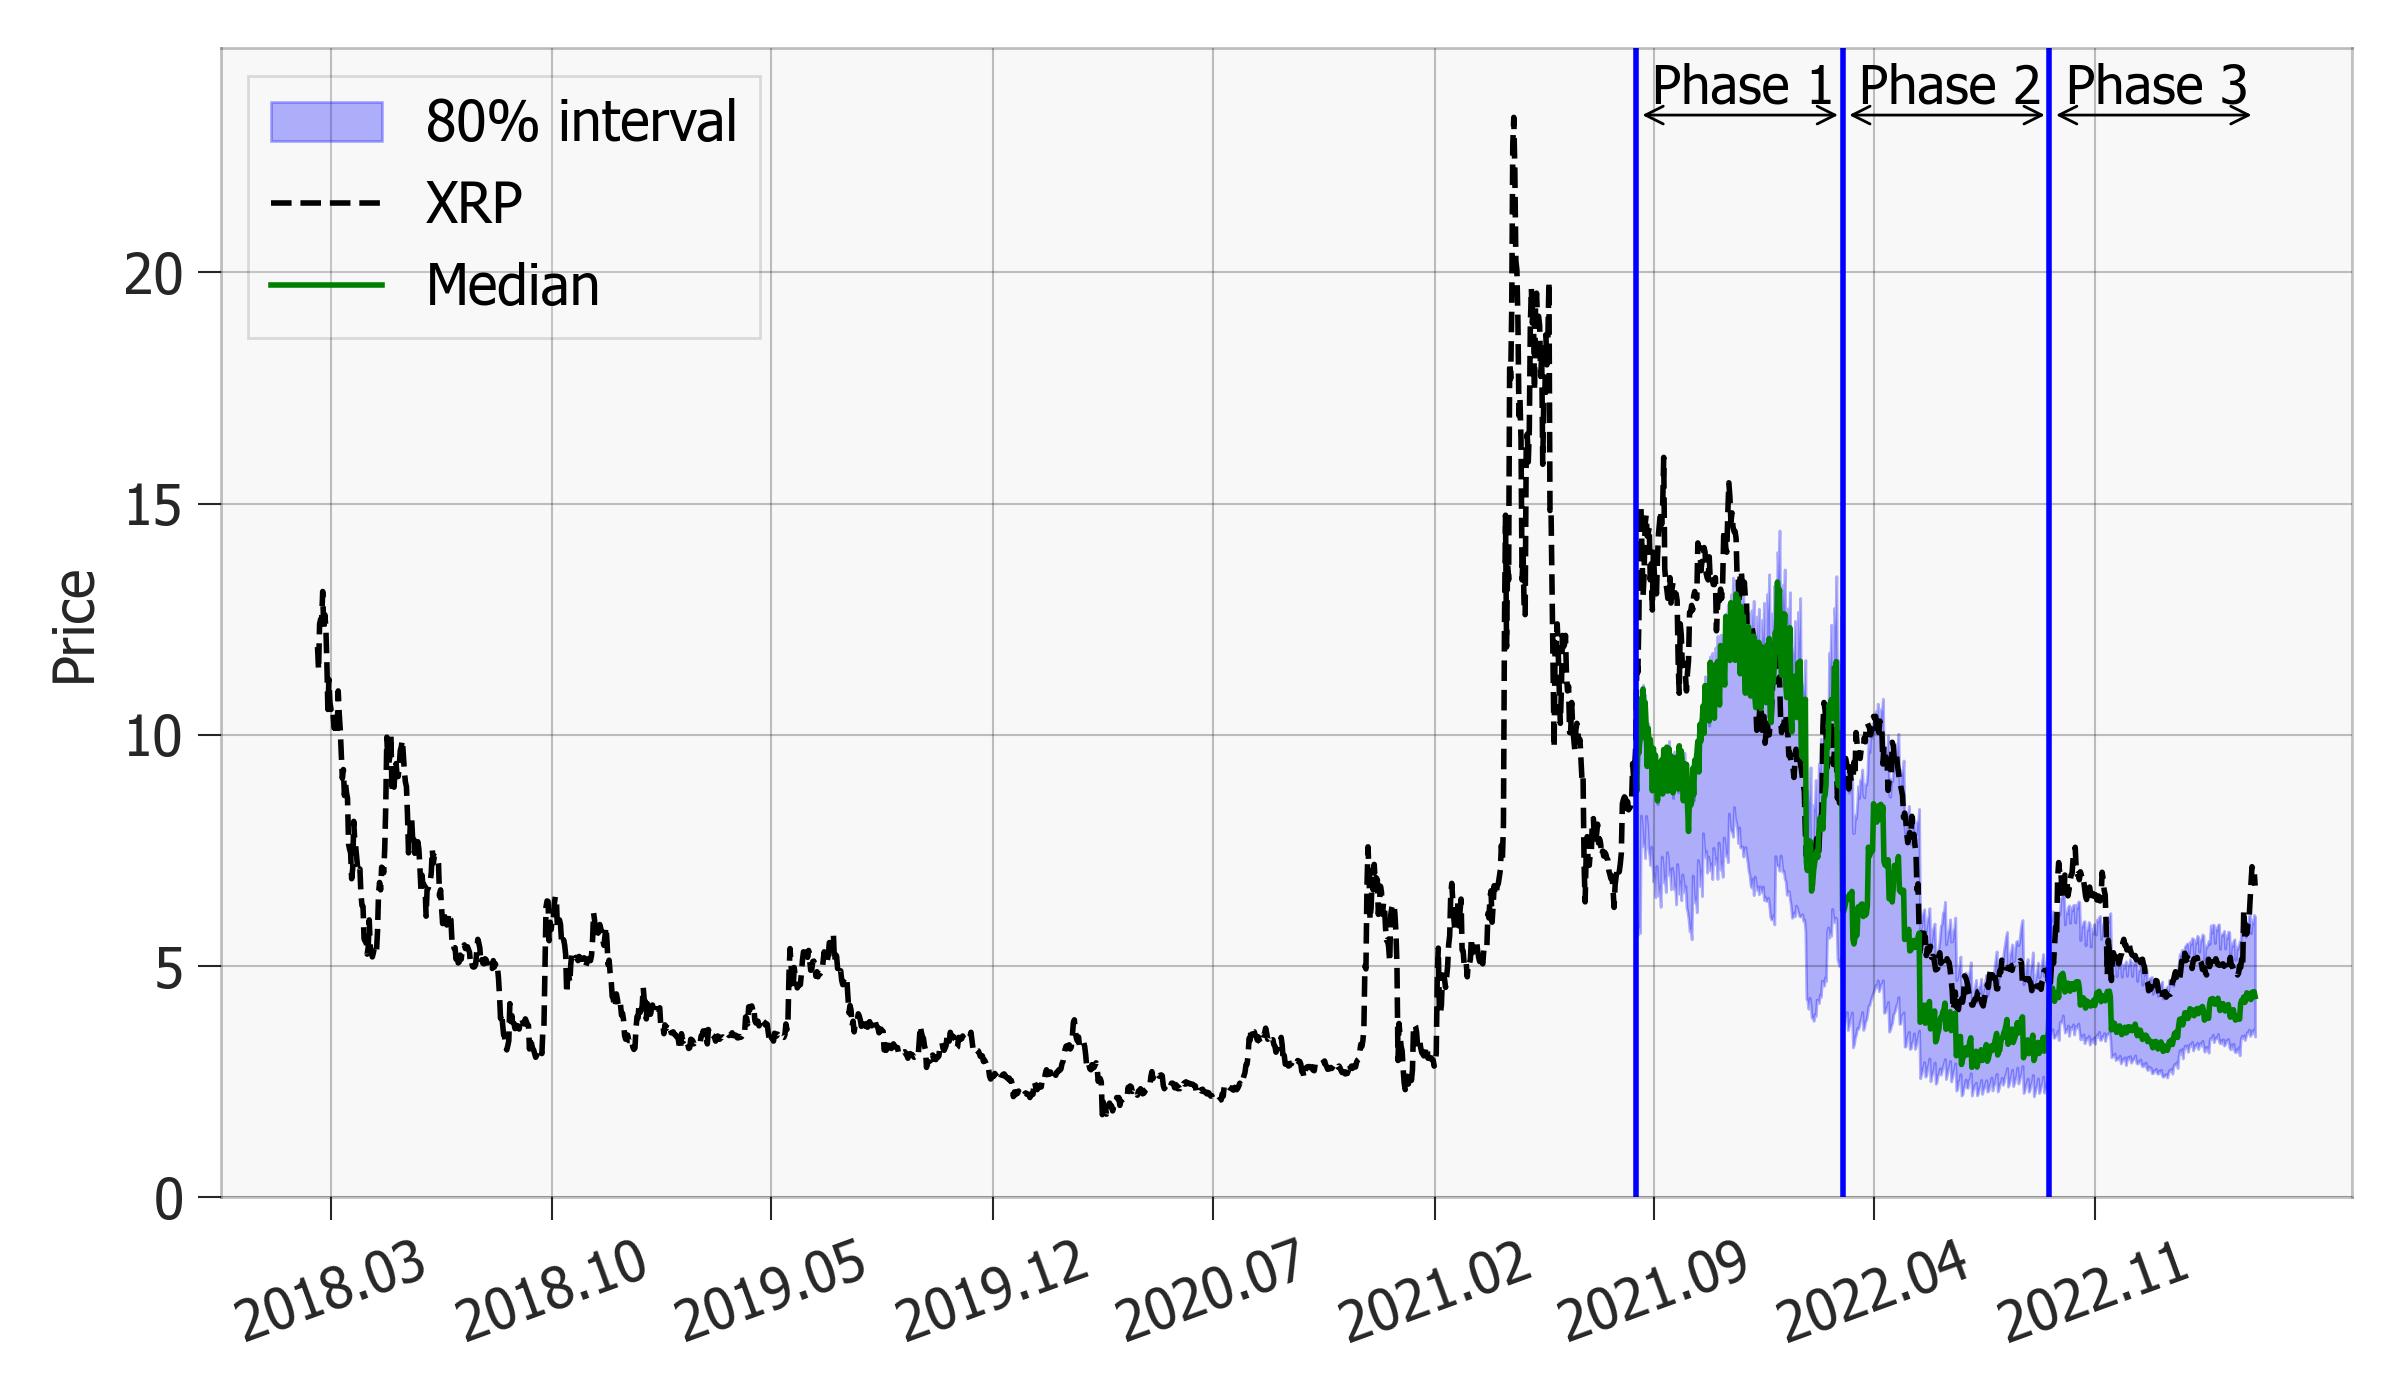 80% interval
XRP
Median
Phase 1
Phase 2
Phase 3
Price
20
15
10
5
0
2018.03
2018.10
2019.05
2019.12
2020.07
2021.02
2021.09
2022.04
2022.11